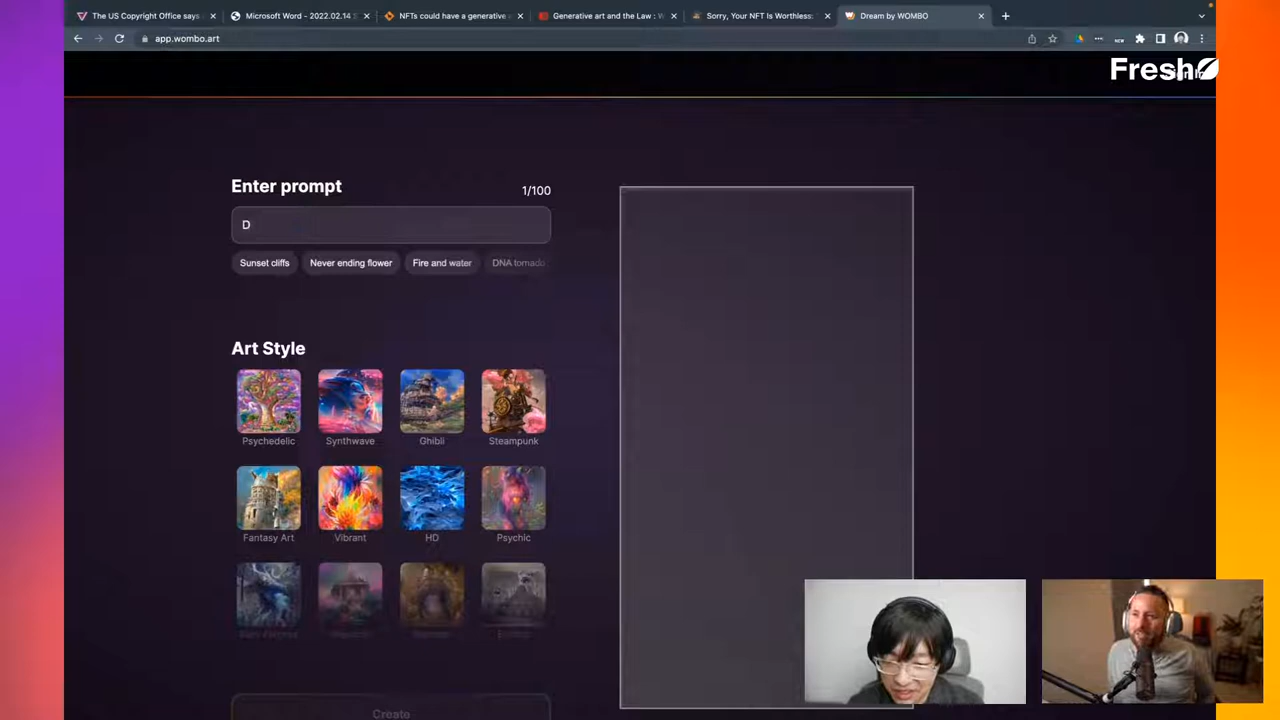 The US Copyright Office says
Microsoft Word - 2022.02.14
NFTs could have a generative
Generative art and the Law :
Sorry, Your NFT Is Worthless:
Dream by WOMBO
app.wombo.art
Fresh
Enter prompt
1/100
D
Sunset cliffs
Never ending flower
Fire and water
DNA tornado
Art Style
Psychedelic
Synthwave
Ghibli
Steampunk
Fantasy Art
Vibrant
HD
Psychic
Create